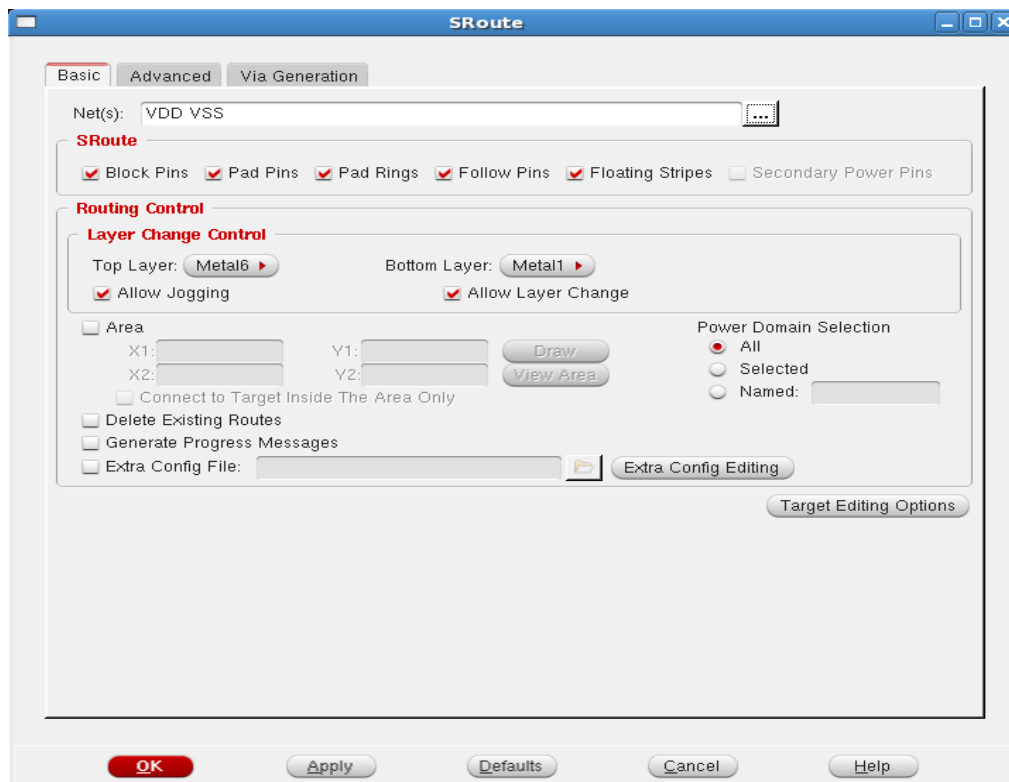 SRoute
Basic Advanced Via Generation
Net(s): VDD VSS ...
SRoute
Block Pins Pad Pins Pad Rings Follow Pins Floating Stripes Secondary Power Pins
Routing Control
Layer Change Control
Top Layer: Metal6 Bottom Layer: Metal1
Allow Jogging Allow Layer Change
Area Power Domain Selection
X1: Y1: Draw All
X2: Y2: View Area Selected
Connect to Target Inside The Area Only Named:
Delete Existing Routes
Generate Progress Messages
Extra Config File: Extra Config Editing
Target Editing Options
OK Apply Defaults Cancel Help